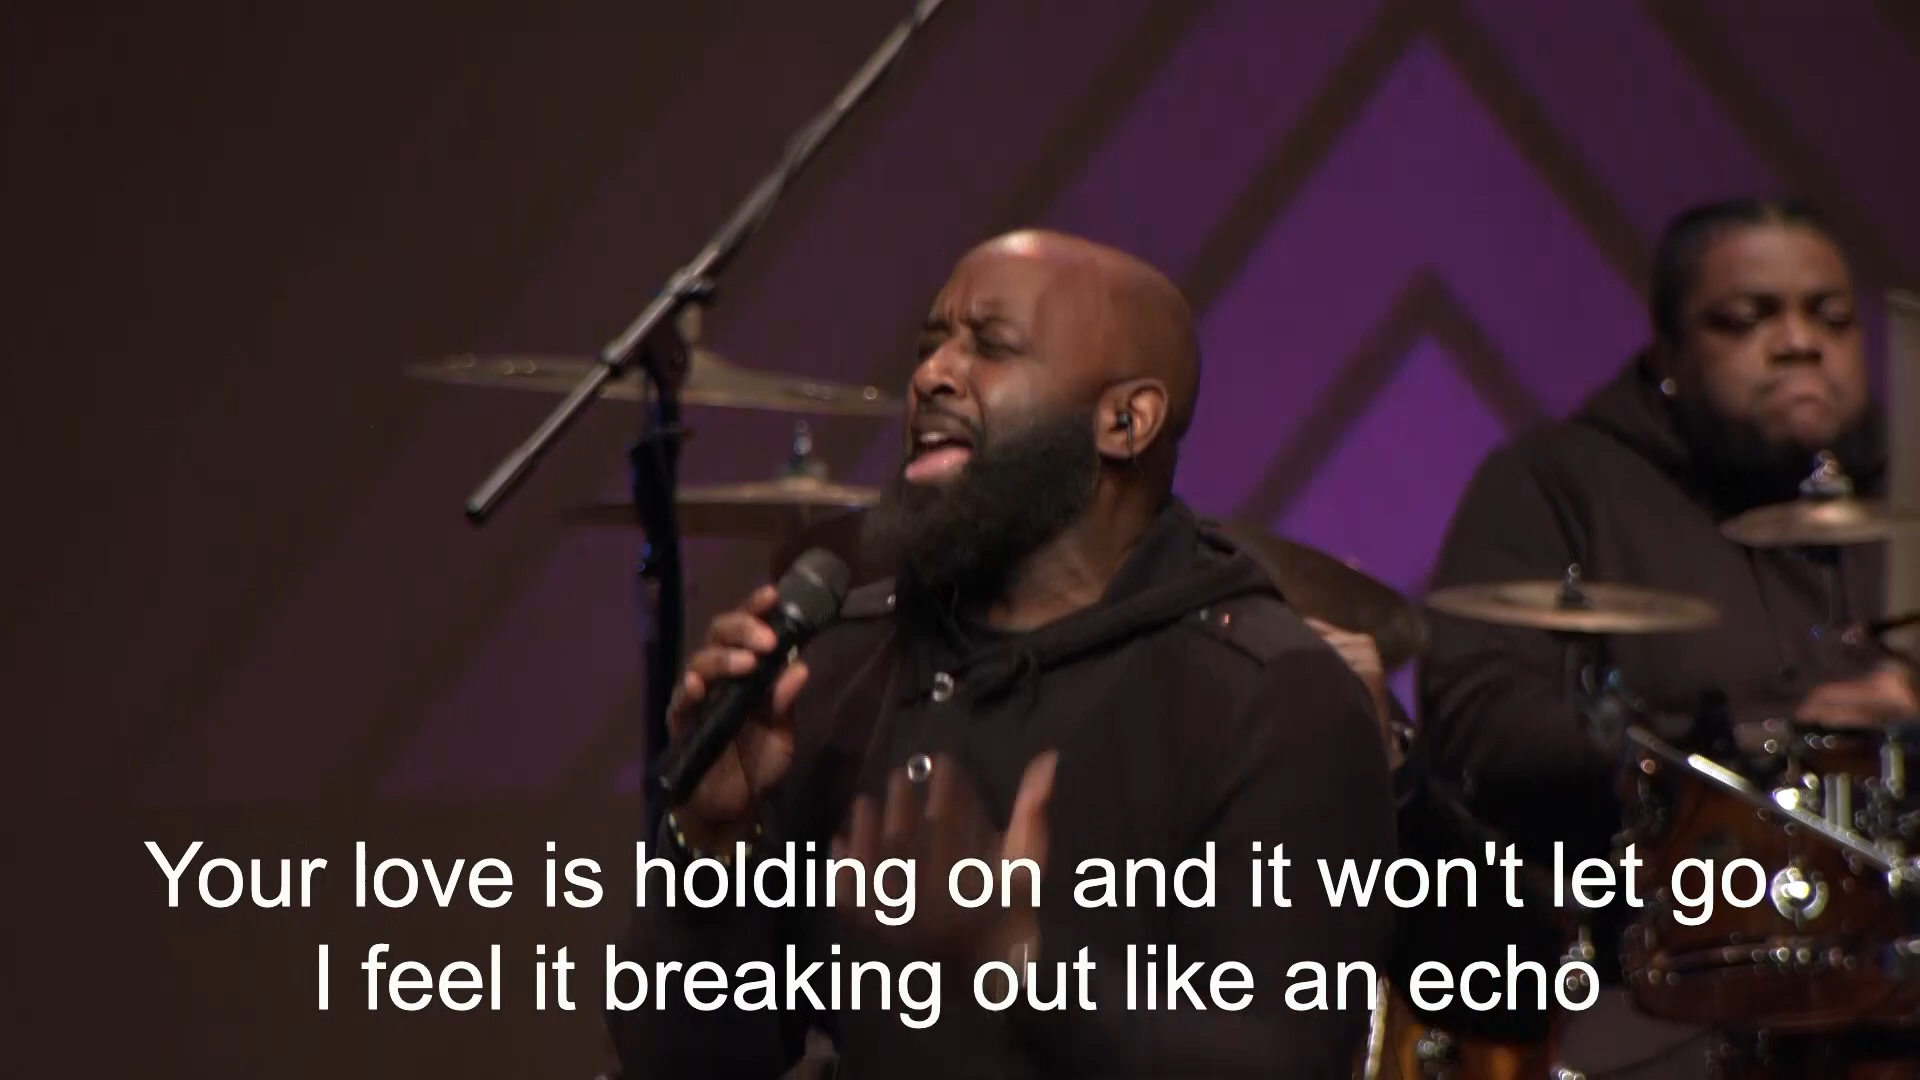 Your love is holding on and it won't let go
I feel it breaking out like an echo